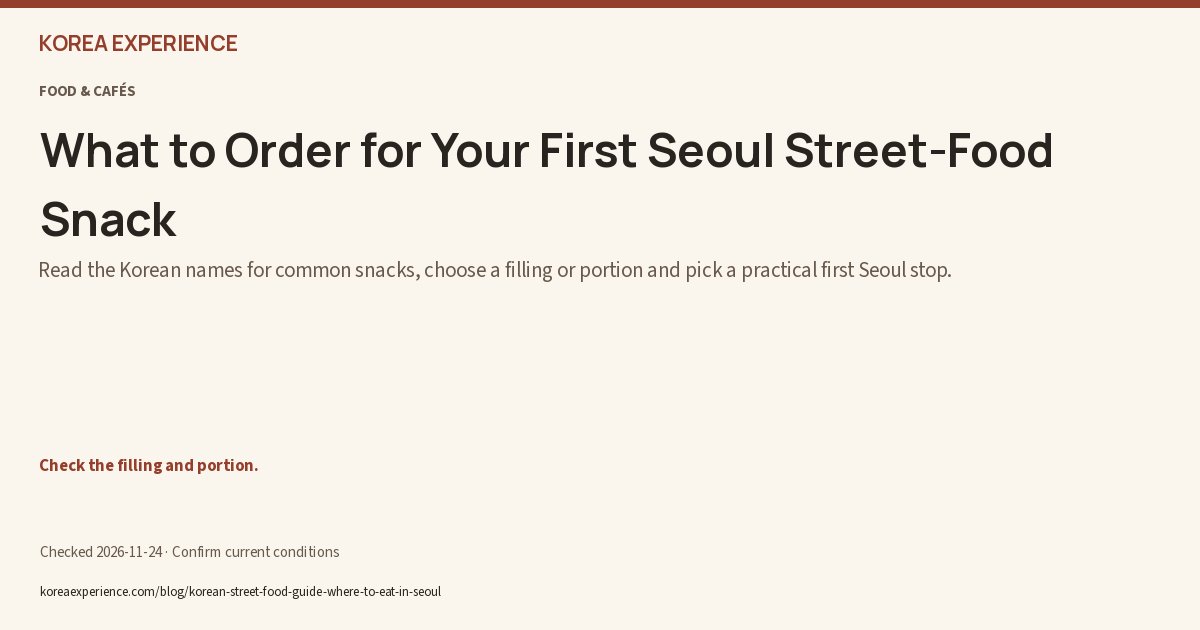 KOREA EXPERIENCE
FOOD & CAFÉS
What to Order for Your First Seoul Street-Food
Snack
Read the Korean names for common snacks, choose a filling or portion and pick a practical first Seoul stop.
Check the filling and portion.
Checked 2026-11-24 · Confirm current conditions
koreaexperience.com/blog/korean-street-food-guide-where-to-eat-in-seoul